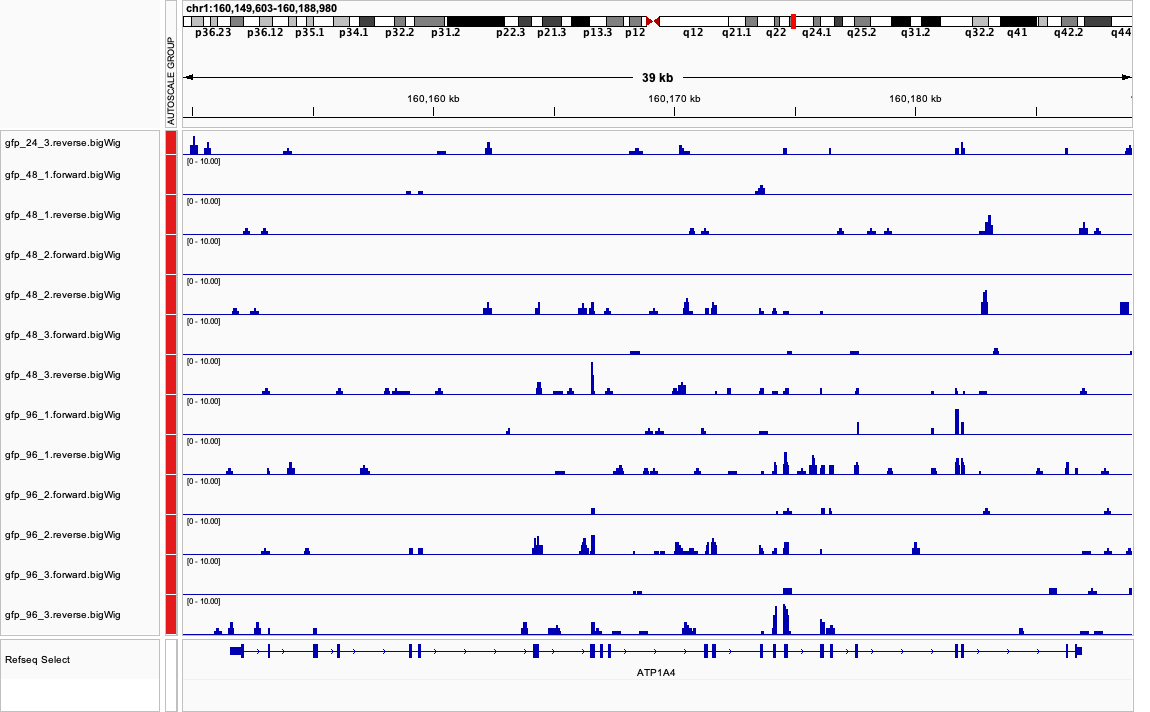 chr1:160,149,603-160,188,980
AUTOSCALE GROUP
p36.23 p36.12 p35.1 p34.1 p32.2 p31.2 p22.3 p21.3 p13.3 p12 q12 q21.1 q22 q24.1 q25.2 q31.2 q32.2 q41 q42.2 q44
39 kb
160,160 kb 160,170 kb 160,180 kb
gfp_24_3.reverse.bigWig
[0 - 10.00]
gfp_48_1.forward.bigWig
[0 - 10.00]
gfp_48_1.reverse.bigWig
[0 - 10.00]
gfp_48_2.forward.bigWig
[0 - 10.00]
gfp_48_2.reverse.bigWig
[0 - 10.00]
gfp_48_3.forward.bigWig
[0 - 10.00]
gfp_48_3.reverse.bigWig
[0 - 10.00]
gfp_96_1.forward.bigWig
[0 - 10.00]
gfp_96_1.reverse.bigWig
[0 - 10.00]
gfp_96_2.forward.bigWig
[0 - 10.00]
gfp_96_2.reverse.bigWig
[0 - 10.00]
gfp_96_3.forward.bigWig
[0 - 10.00]
gfp_96_3.reverse.bigWig
Refseq Select
ATP1A4